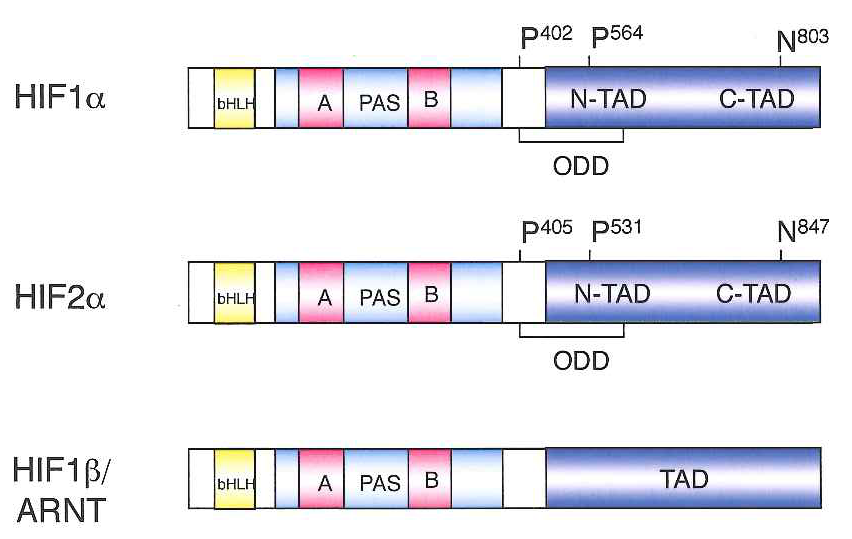 P402 P564 N803
HIF1α bHLH A PAS B N-TAD C-TAD
ODD
P405 P531 N847
HIF2α bHLH A PAS B N-TAD C-TAD
ODD
HIF1β/
ARNT
bHLH A PAS B TAD